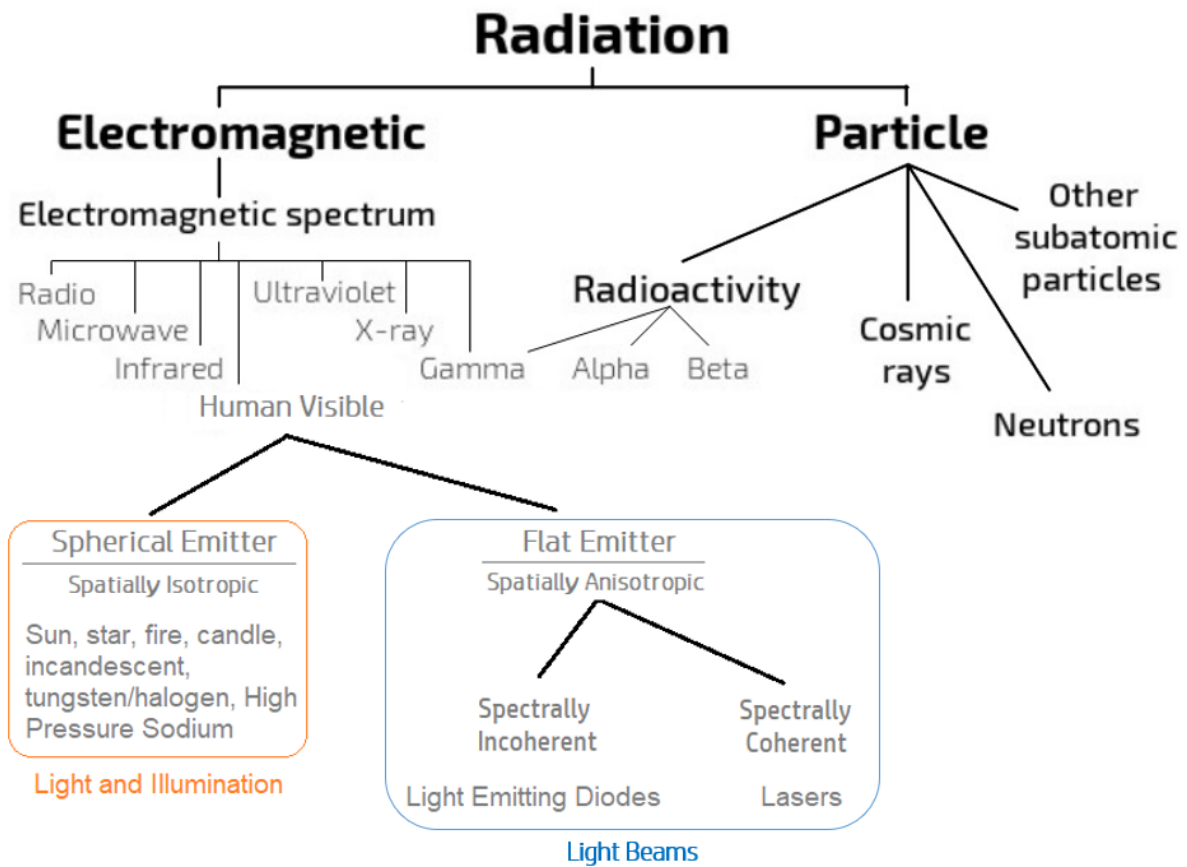 Radiation
Electromagnetic
Particle
Electromagnetic spectrum
Other
subatomic
particles
Radio
Ultraviolet
Radioactivity
Microwave
X-ray
Cosmic
rays
Infrared
Gamma
Alpha
Beta
Human Visible
Neutrons
Spherical Emitter
Spatially Isotropic
Sun, star, fire, candle,
incandescent,
tungsten/halogen, High
Pressure Sodium
Light and Illumination
Flat Emitter
Spatially Anisotropic
Spectrally
Incoherent
Spectrally
Coherent
Light Emitting Diodes
Lasers
Light Beams